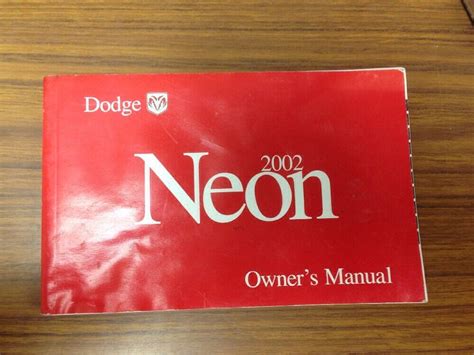 Dodge
2002
Neon
Owner's Manual